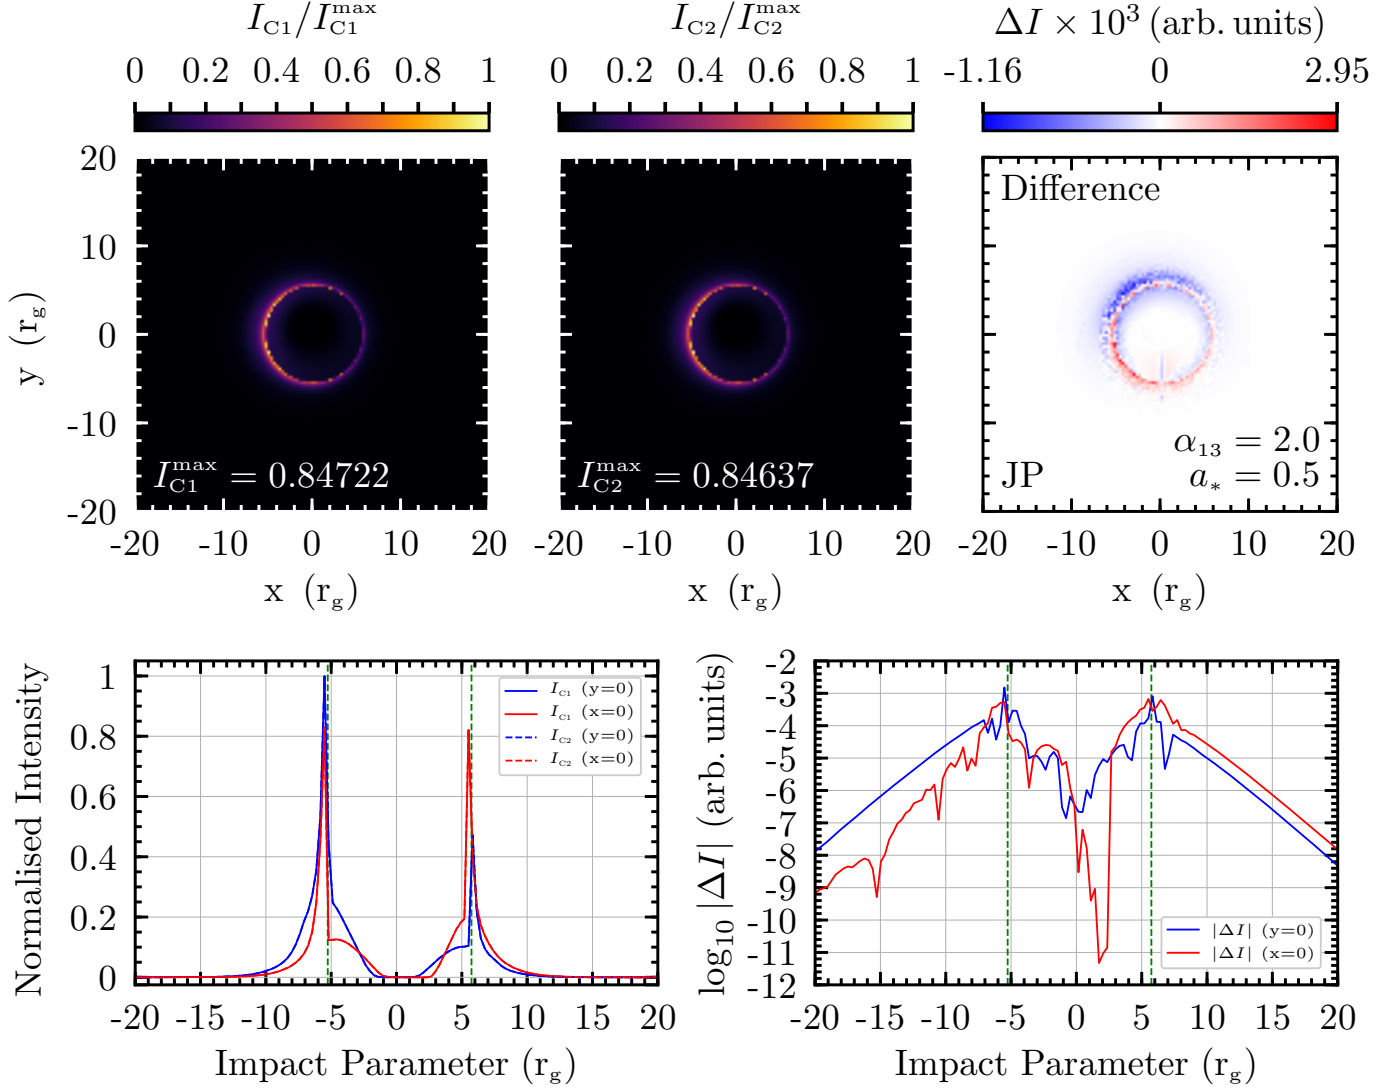 I_C1/I_C1^max I_C2/I_C2^max ΔI × 10³ (arb. units)
0 0.2 0.4 0.6 0.8 1 0 0.2 0.4 0.6 0.8 1 -1.16 0 2.95
20
10
0
-10
-20
y (r_g)
I_C1^max = 0.84722
I_C2^max = 0.84637
Difference
α₁₃ = 2.0
JP a_* = 0.5
-20 -10 0 10 20 -20 -10 0 10 20 -20 -10 0 10 20
x (r_g) x (r_g) x (r_g)
Normalised Intensity
1
0.8
0.6
0.4
0.2
0
I_C1 (y=0)
I_C1 (x=0)
I_C2 (y=0)
I_C2 (x=0)
-20 -15 -10 -5 0 5 10 15 20
Impact Parameter (r_g)
log₁₀|ΔI| (arb. units)
-2
-3
-4
-5
-6
-7
-8
-9
-10
-11
-12
|ΔI| (y=0)
|ΔI| (x=0)
-20 -15 -10 -5 0 5 10 15 20
Impact Parameter (r_g)